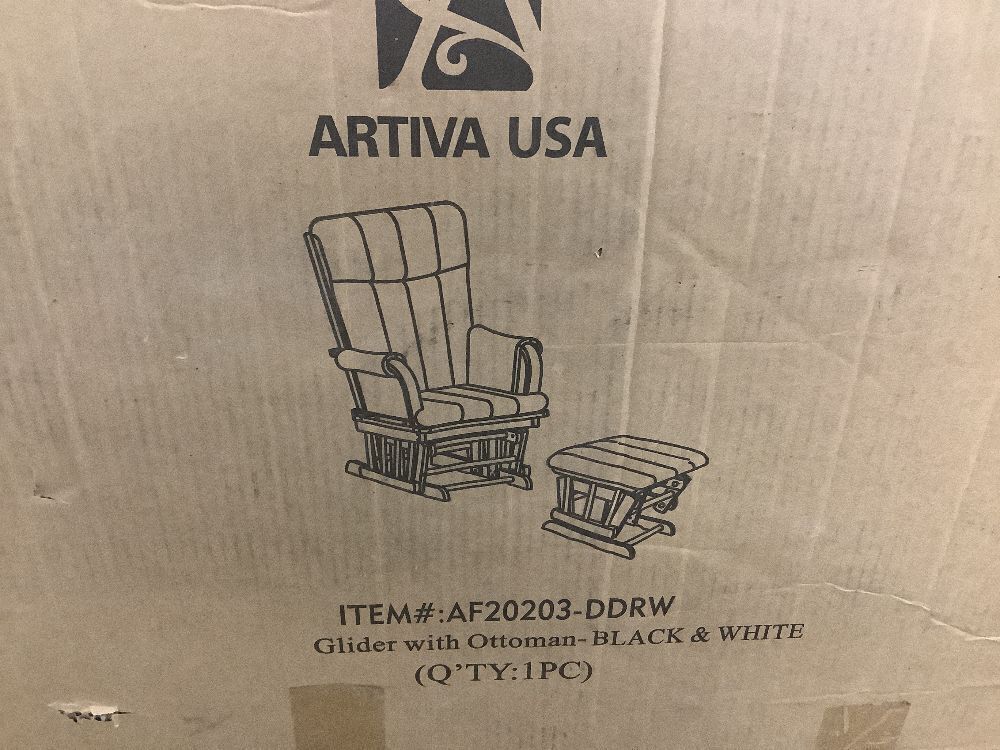 ARTIVA USA
ITEM#:AF20203-DDRW
Glider with Ottoman- BLACK & WHITE
(Q'TY:1PC)